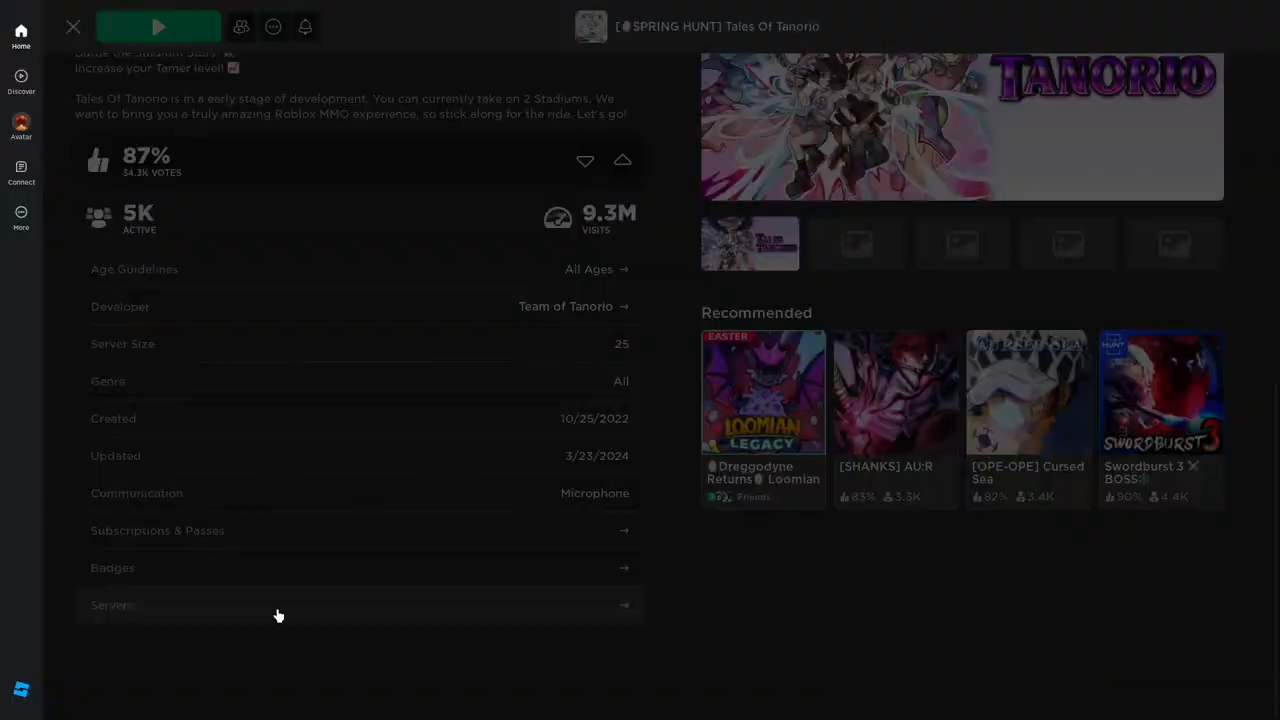 Home
Discover
Avatar
Connect
More
[🥚SPRING HUNT] Tales Of Tanorio
Increase your Tamer level!
Tales Of Tanorio is in a early stage of development. You can currently take on 2 Stadiums. We
want to bring you a truly amazing Roblox MMO experience, so stick along for the ride. Let's go!
87%
34.3K VOTES
5K
ACTIVE
9.3M
VISITS
Age Guidelines
All Ages →
Developer
Team of Tanorio →
Server Size
25
Genre
All
Created
10/25/2022
Updated
3/23/2024
Communication
Microphone
Subscriptions & Passes →
Badges →
Servers →
TANORIO
Recommended
EASTER
LOOMIAN
LEGACY
🥚Dreggodyne
Returns🥚 Loomian
Friends
[SHANKS] AU:R
83% 3.3K
[OPE-OPE] Cursed
Sea
82% 3.4K
HUNT
SWORDBURST 3
Swordburst 3 ⚔
BOSS❄
90% 4.4K